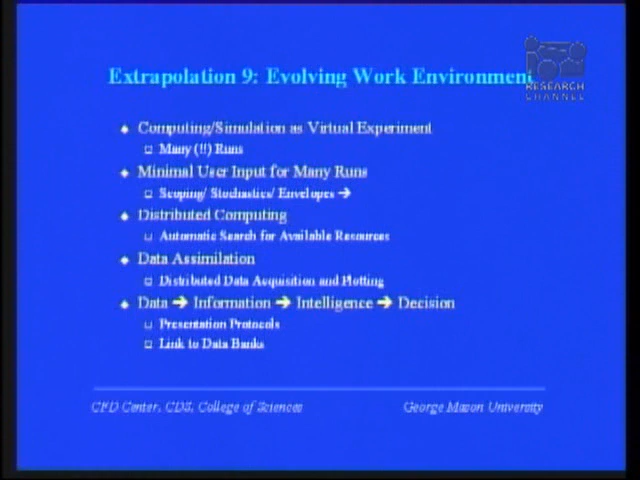 RESEARCH
CHANNEL
Extrapolation 9: Evolving Work Environment
Computing/Simulation as Virtual Experiment
Many (!!) Runs
Minimal User Input for Many Runs
Scoping/ Stochastics/ Envelopes →
Distributed Computing
Automatic Search for Available Resources
Data Assimilation
Distributed Data Acquisition and Plotting
Data → Information → Intelligence → Decision
Presentation Protocols
Link to Data Banks
CFD Center, CDS, College of Sciences George Mason University